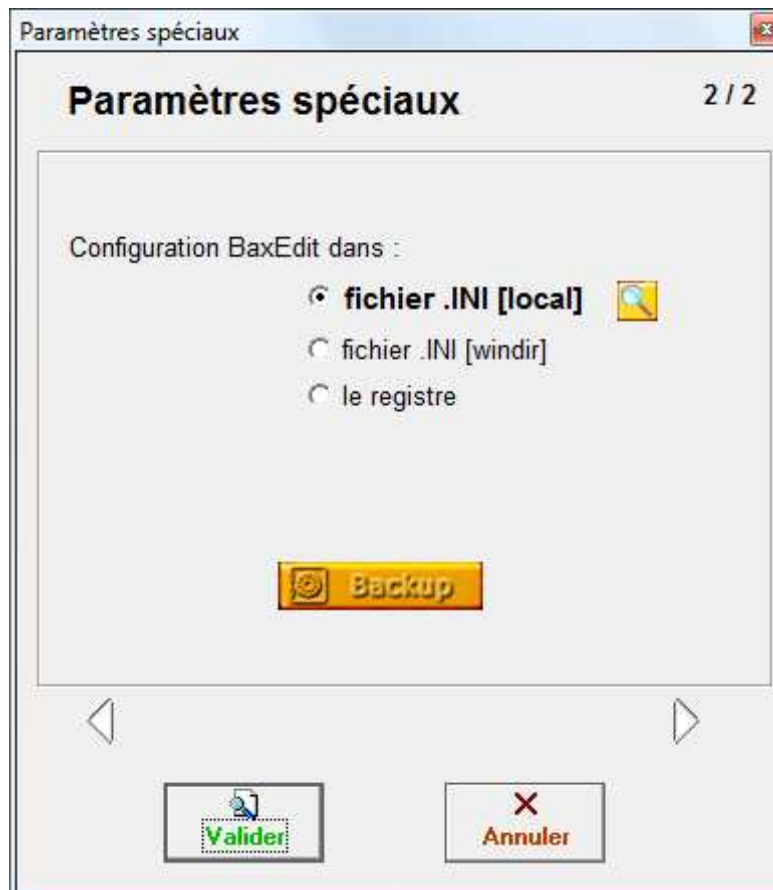 Paramètres spéciaux
Paramètres spéciaux
2 / 2
Configuration BaxEdit dans :
fichier .INI [local]
fichier .INI [windir]
le registre
Backup
Valider
Annuler